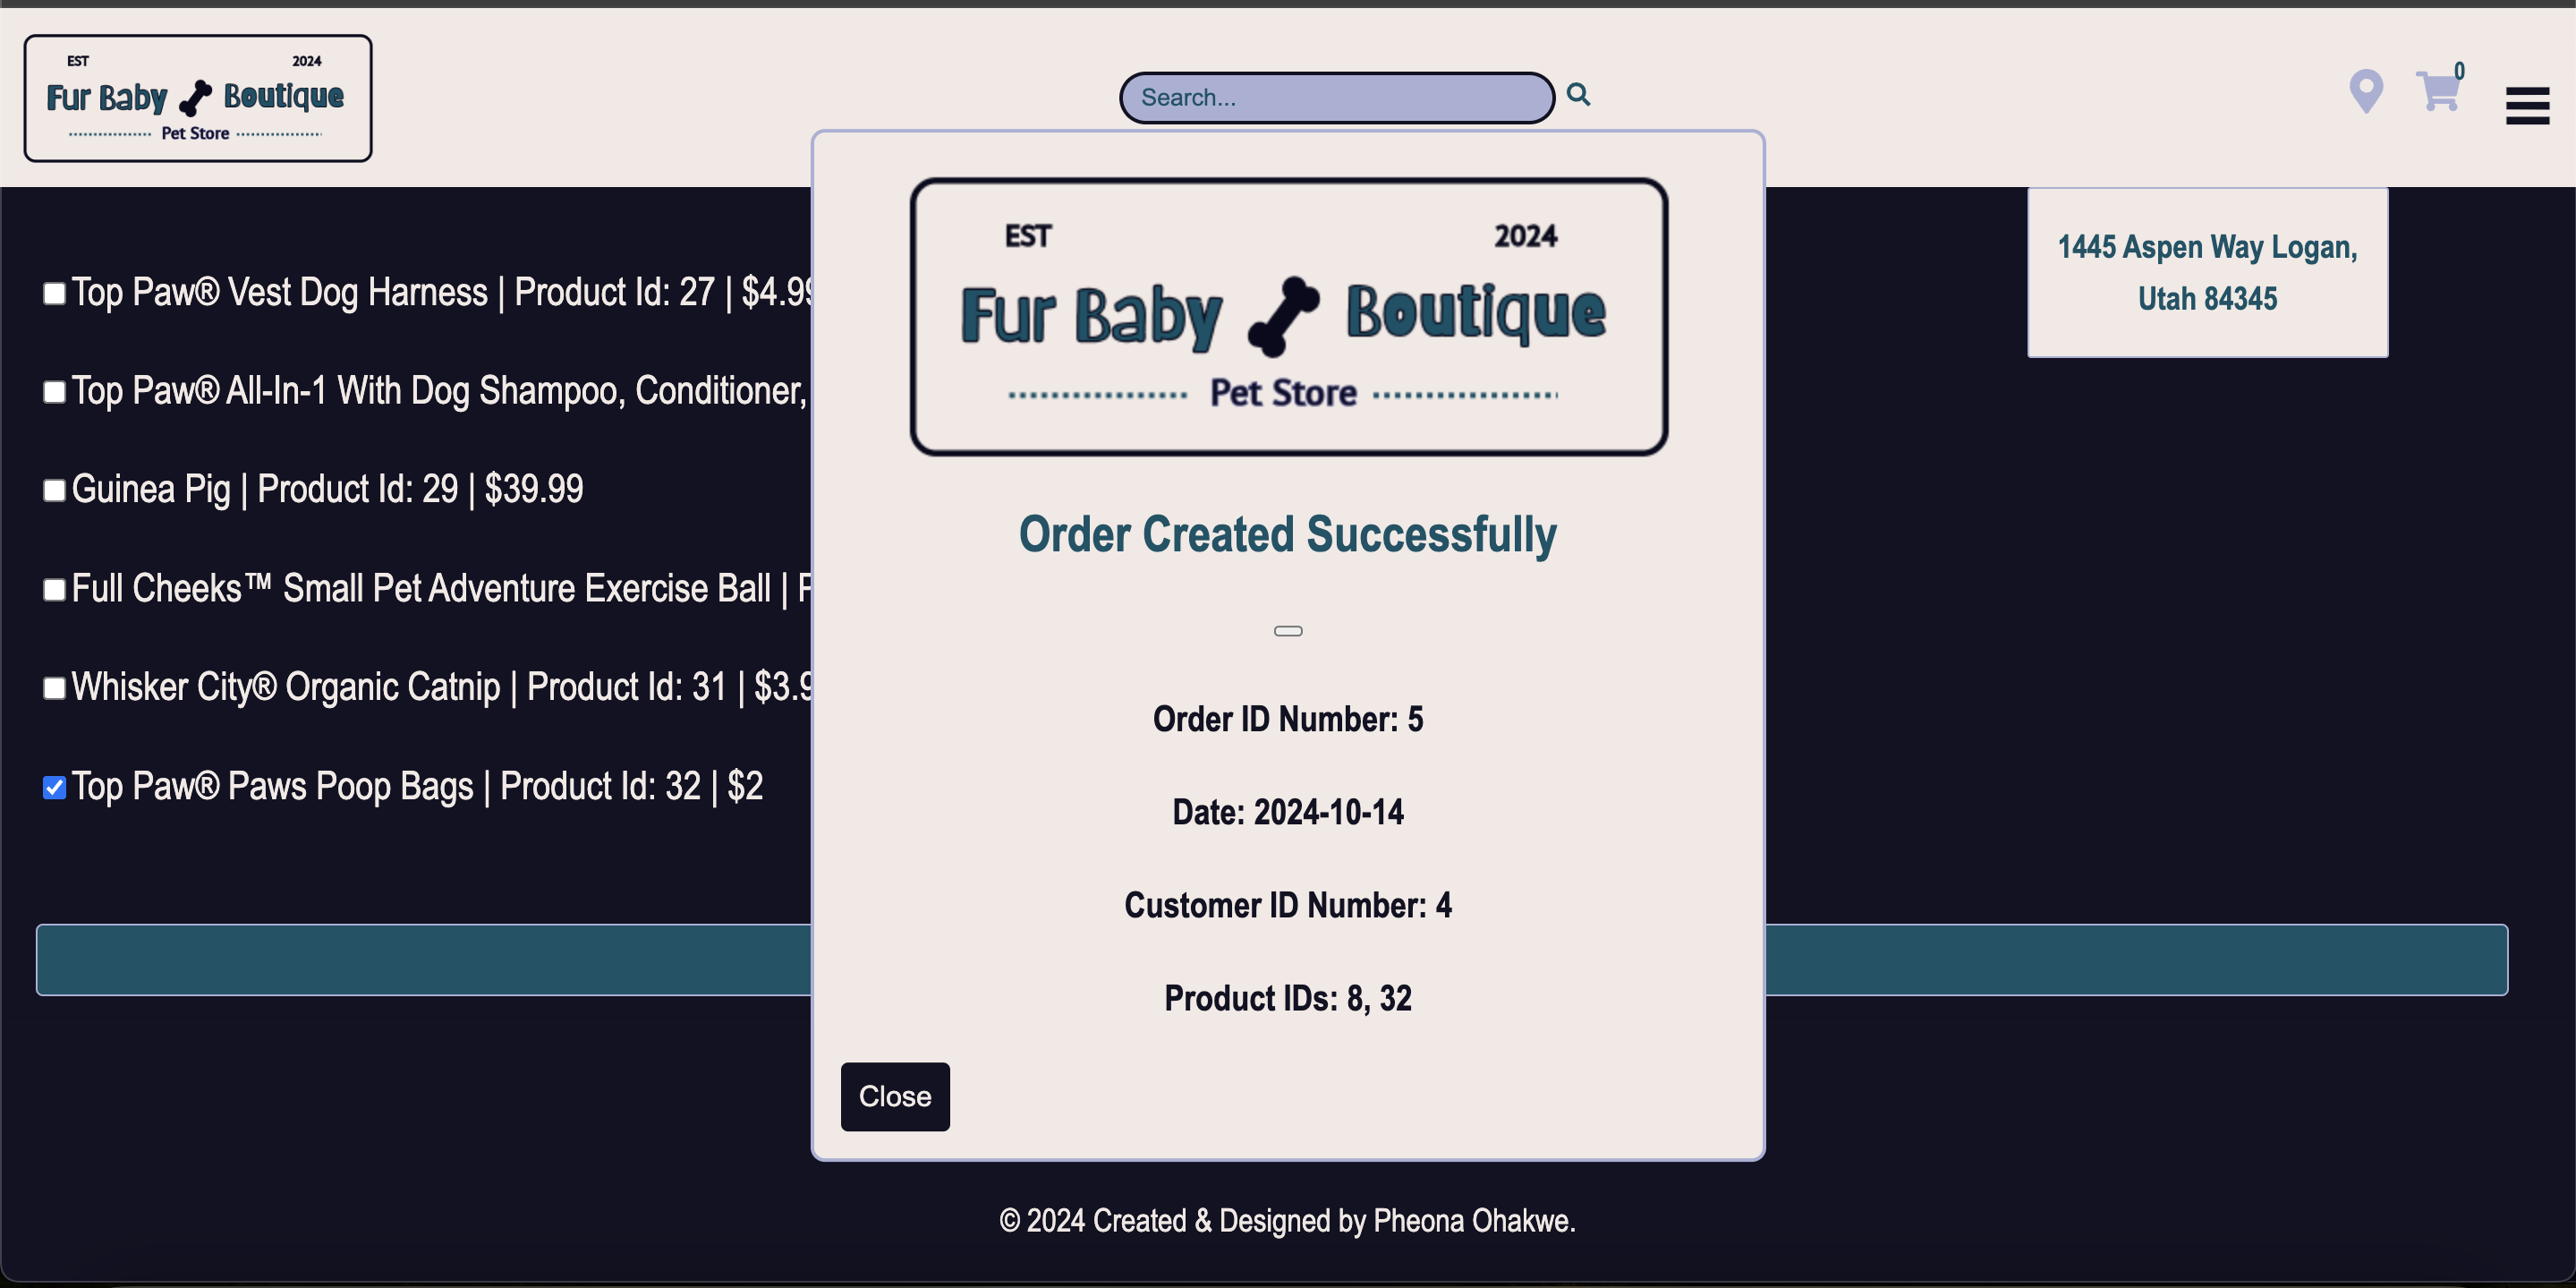 EST 2024
Fur Baby Boutique
Pet Store
Search...
0
1445 Aspen Way Logan,
Utah 84345
Top Paw® Vest Dog Harness | Product Id: 27 | $4.99
Top Paw® All-In-1 With Dog Shampoo, Conditioner,
Guinea Pig | Product Id: 29 | $39.99
Full Cheeks™ Small Pet Adventure Exercise Ball |
Whisker City® Organic Catnip | Product Id: 31 | $3.9
Top Paw® Paws Poop Bags | Product Id: 32 | $2
EST 2024
Fur Baby Boutique
Pet Store
Order Created Successfully
Order ID Number: 5
Date: 2024-10-14
Customer ID Number: 4
Product IDs: 8, 32
Close
© 2024 Created & Designed by Pheona Ohakwe.